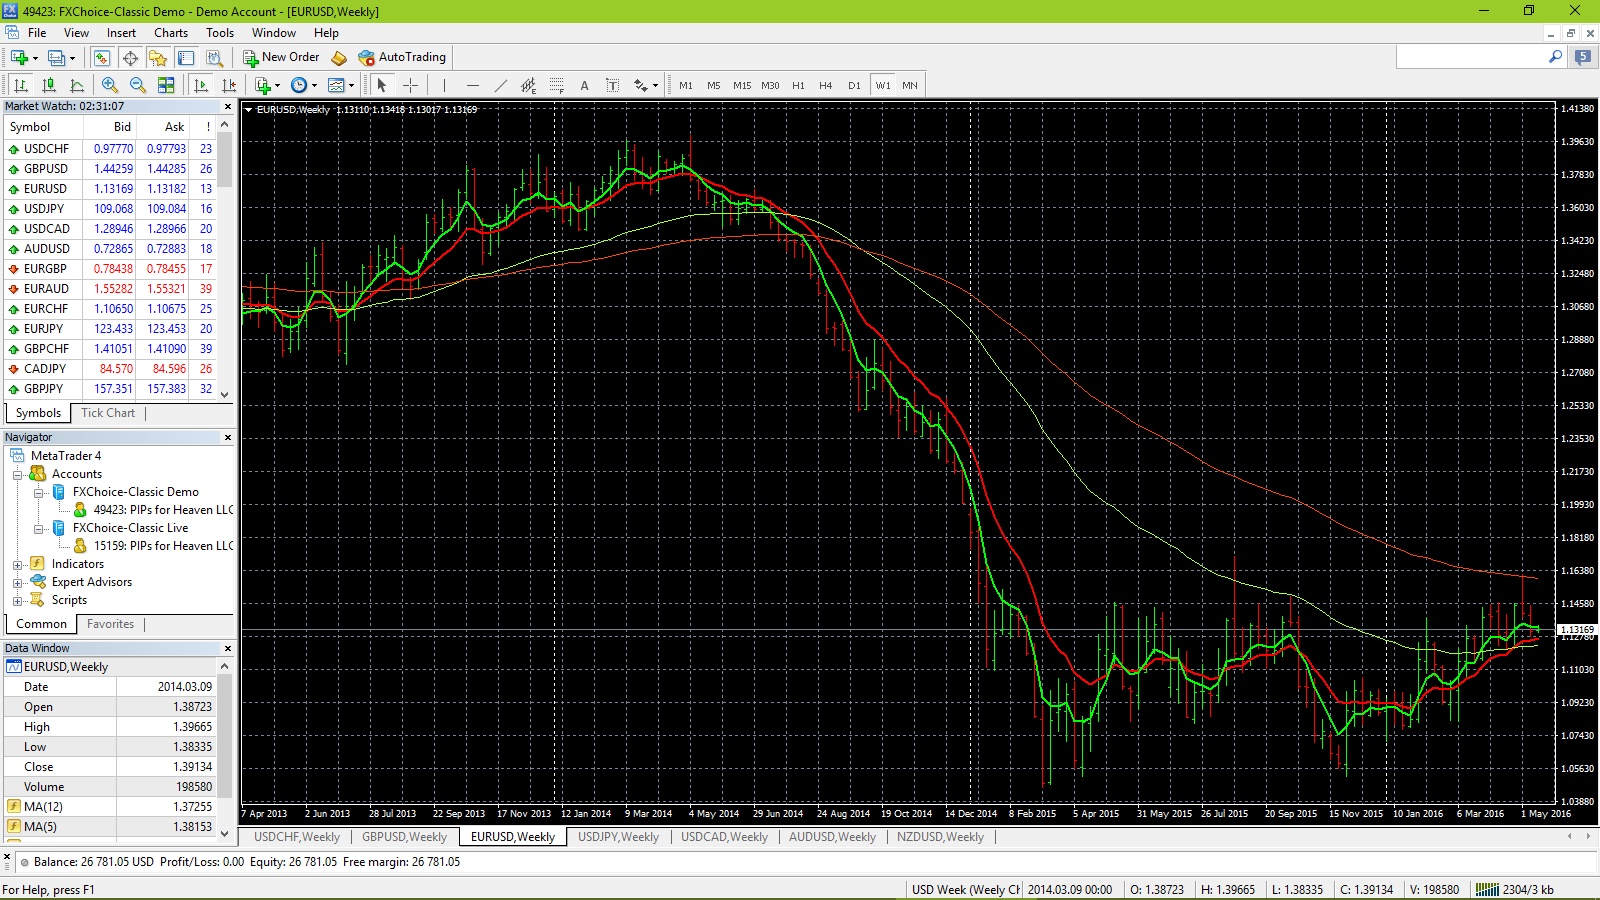 49423: FXChoice-Classic Demo - Demo Account - [EURUSD,Weekly]
File View Insert Charts Tools Window Help
New Order AutoTrading
5
M1 M5 M15 M30 H1 H4 D1 W1 MN
Market Watch: 02:31:07
Symbol Bid Ask !
USDCHF 0.97770 0.97793 23
GBPUSD 1.44259 1.44285 26
EURUSD 1.13169 1.13182 13
USDJPY 109.068 109.084 16
USDCAD 1.28946 1.28966 20
AUDUSD 0.72865 0.72883 18
EURGBP 0.78438 0.78455 17
EURAUD 1.55282 1.55321 39
EURCHF 1.10650 1.10675 25
EURJPY 123.433 123.453 20
GBPCHF 1.41051 1.41090 39
CADJPY 84.570 84.596 26
GBPJPY 157.351 157.383 32
Symbols Tick Chart
Navigator
MetaTrader 4
Accounts
FXChoice-Classic Demo
49423: PIPs for Heaven LLC
FXChoice-Classic Live
15159: PIPs for Heaven LLC
Indicators
Expert Advisors
Scripts
Common Favorites
Data Window
EURUSD,Weekly
Date 2014.03.09
Open 1.38723
High 1.39665
Low 1.38335
Close 1.39134
Volume 198580
MA(12) 1.37255
MA(5) 1.38153
EURUSD,Weekly 1.13110 1.13418 1.13017 1.13169
1.41380
1.39630
1.37830
1.36030
1.34230
1.32480
1.30680
1.28880
1.27080
1.25330
1.23530
1.21730
1.19930
1.18180
1.16380
1.14580
1.13169
1.12780
1.11030
1.09230
1.07430
1.05630
1.03880
7 Apr 2013 2 Jun 2013 28 Jul 2013 22 Sep 2013 17 Nov 2013 12 Jan 2014 9 Mar 2014 4 May 2014 29 Jun 2014 24 Aug 2014 19 Oct 2014 14 Dec 2014 8 Feb 2015 5 Apr 2015 31 May 2015 26 Jul 2015 20 Sep 2015 15 Nov 2015 10 Jan 2016 6 Mar 2016 1 May 2016
USDCHF,Weekly GBPUSD,Weekly EURUSD,Weekly USDJPY,Weekly USDCAD,Weekly AUDUSD,Weekly NZDUSD,Weekly
Balance: 26 781.05 USD Profit/Loss: 0.00 Equity: 26 781.05 Free margin: 26 781.05
For Help, press F1 USD Week (Weely Ch 2014.03.09 00:00 O: 1.38723 H: 1.39665 L: 1.38335 C: 1.39134 V: 198580 2304/3 kb